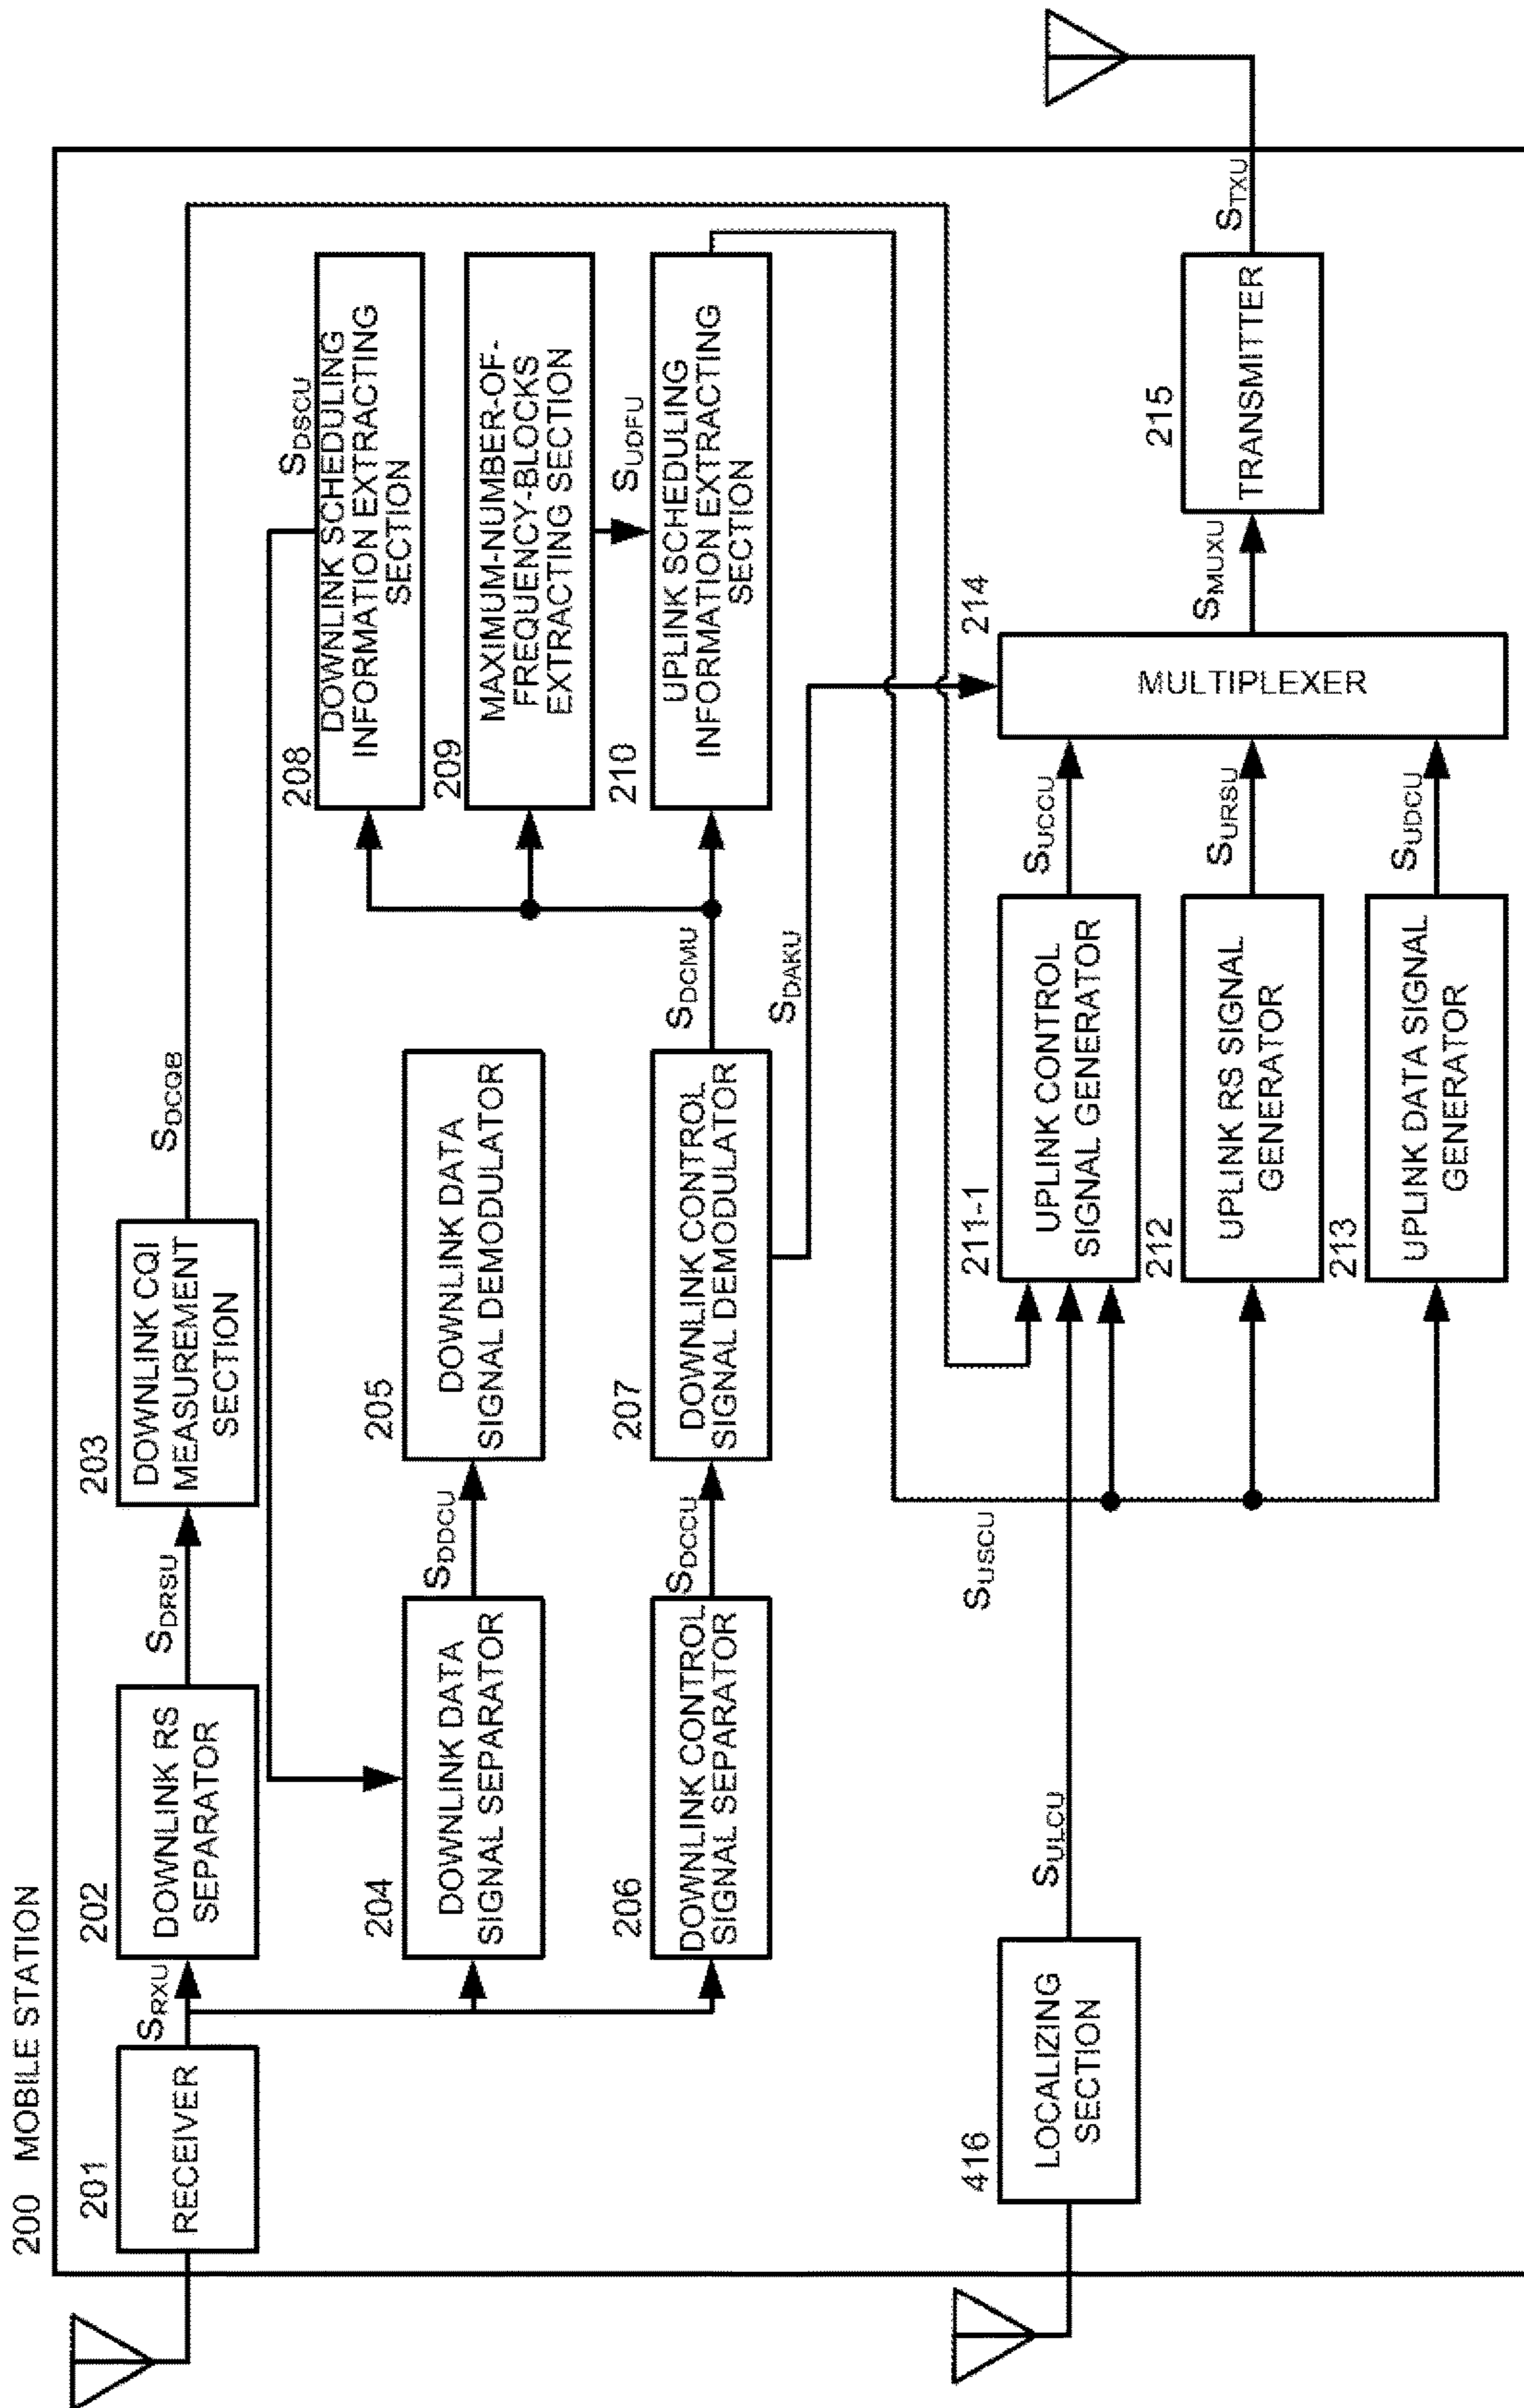 200 MOBILE STATION
201
RECEIVER
SRXU
202
DOWNLINK RS
SEPARATOR
SDRSU
203
DOWNLINK CQI
MEASUREMENT
SECTION
SDCQB
204
DOWNLINK DATA
SIGNAL SEPARATOR
SDDCU
205
DOWNLINK DATA
SIGNAL DEMODULATOR
206
DOWNLINK CONTROL
SIGNAL SEPARATOR
SDCCU
207
DOWNLINK CONTROL
SIGNAL DEMODULATOR
SDCMU
SDAKU
208
DOWNLINK SCHEDULING
INFORMATION EXTRACTING
SECTION
SDSCU
209
MAXIMUM-NUMBER-OF-
FREQUENCY-BLOCKS
EXTRACTING SECTION
SUDFU
210
UPLINK SCHEDULING
INFORMATION EXTRACTING
SECTION
416
LOCALIZING
SECTION
SULCU
SUSCU
211-1
UPLINK CONTROL
SIGNAL GENERATOR
SUCCU
212
UPLINK RS SIGNAL
GENERATOR
SURSU
213
UPLINK DATA SIGNAL
GENERATOR
SUDCU
214
MULTIPLEXER
SMUXU
215
TRANSMITTER
STXU